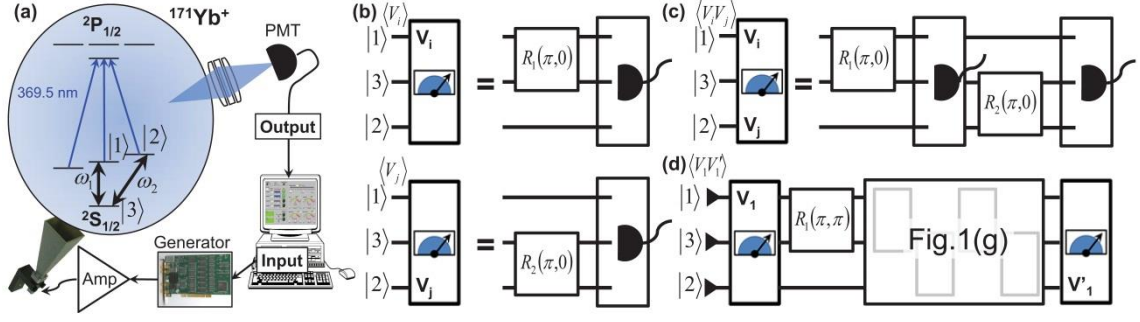 (a)
²P₁/₂
¹⁷¹Yb⁺
PMT
369.5 nm
|1⟩
|2⟩
ω₁
ω₂
²S₁/₂
|3⟩
Output
Input
Generator
Amp
(b)
⟨Vᵢ⟩
|1⟩
Vᵢ
|3⟩
|2⟩
=
R₁(π,0)
⟨Vⱼ⟩
|1⟩
|3⟩
|2⟩
Vⱼ
=
R₂(π,0)
(c)
⟨VᵢVⱼ⟩
|1⟩
Vᵢ
|3⟩
|2⟩
Vⱼ
=
R₁(π,0)
R₂(π,0)
(d)
⟨V₁V'₁⟩
|1⟩
V₁
|3⟩
|2⟩
R₁(π,π)
Fig.1(g)
V'₁